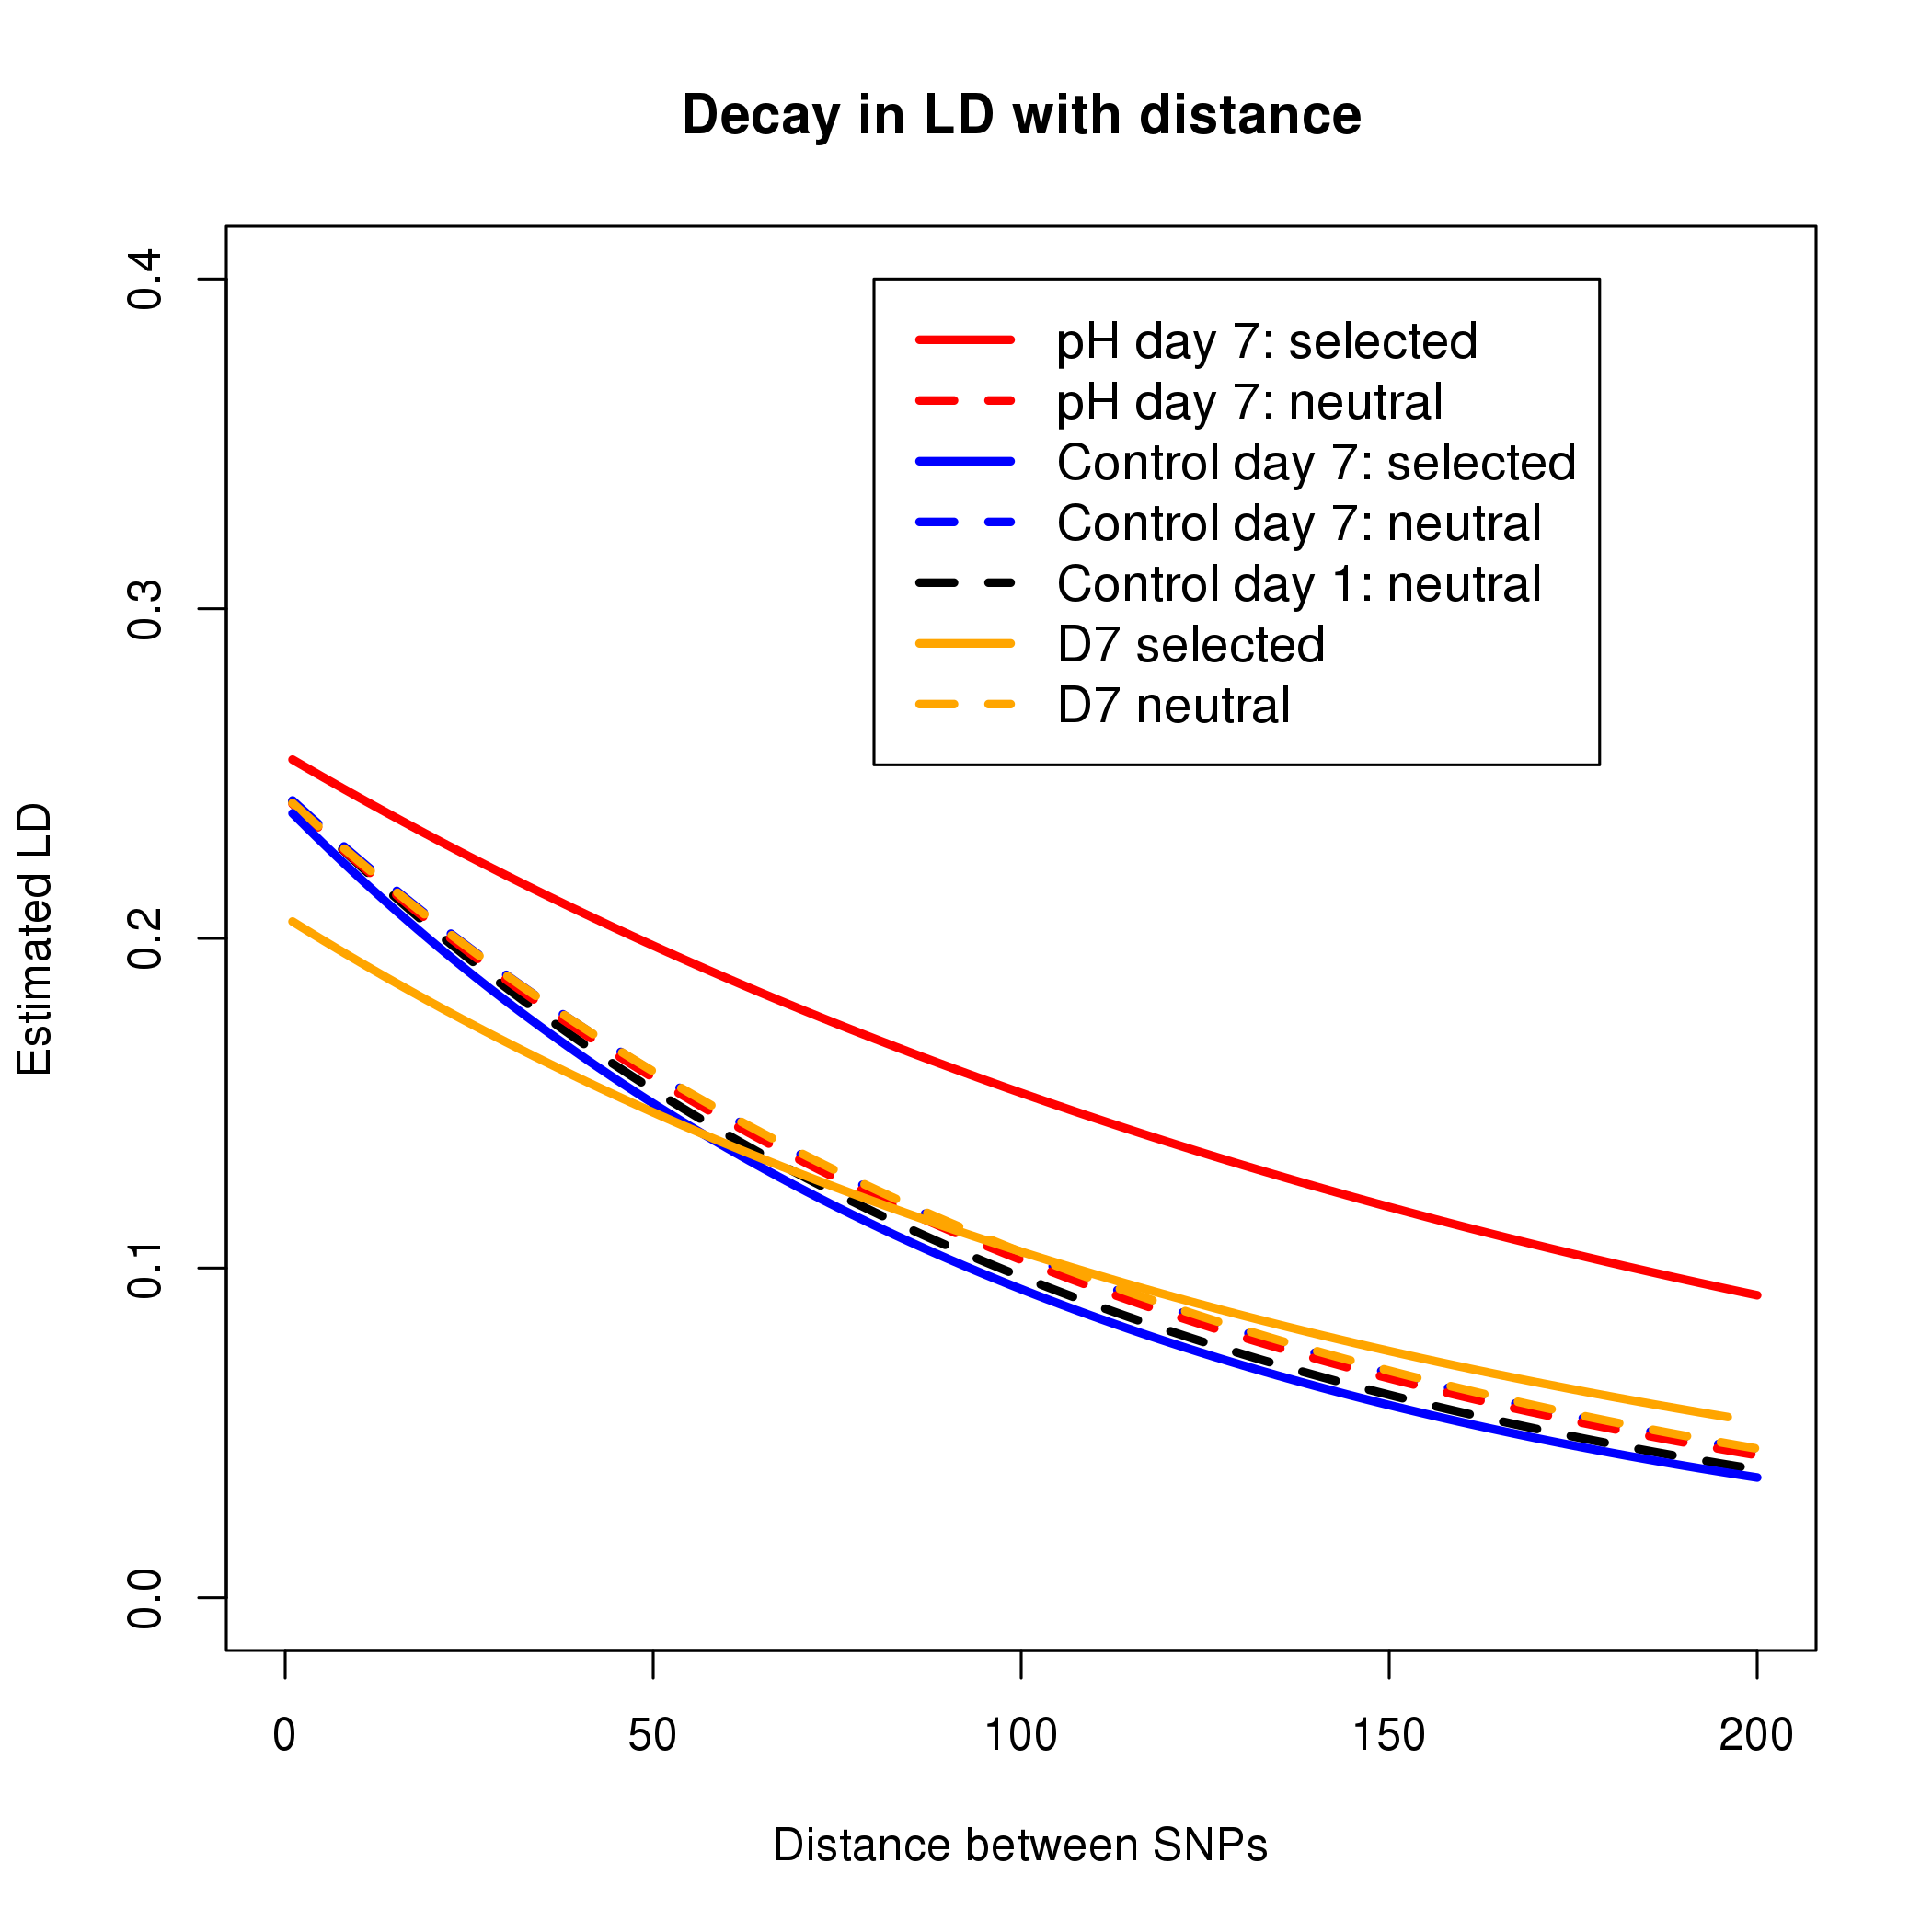 Decay in LD with distance
Estimated LD
0.4
0.3
0.2
0.1
0.0
pH day 7: selected
pH day 7: neutral
Control day 7: selected
Control day 7: neutral
Control day 1: neutral
D7 selected
D7 neutral
0 50 100 150 200
Distance between SNPs